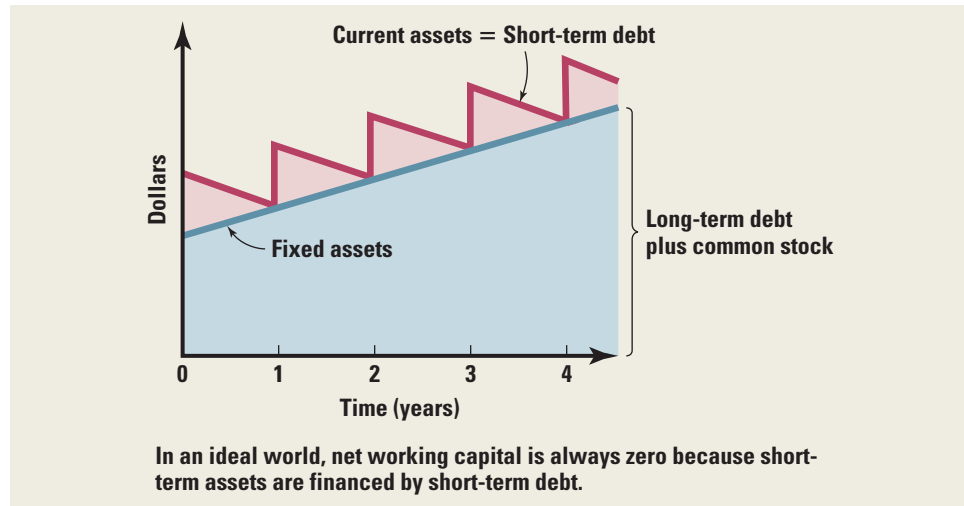 Current assets = Short-term debt
Dollars
Fixed assets
Long-term debt
plus common stock
0 1 2 3 4
Time (years)
In an ideal world, net working capital is always zero because short-
term assets are financed by short-term debt.